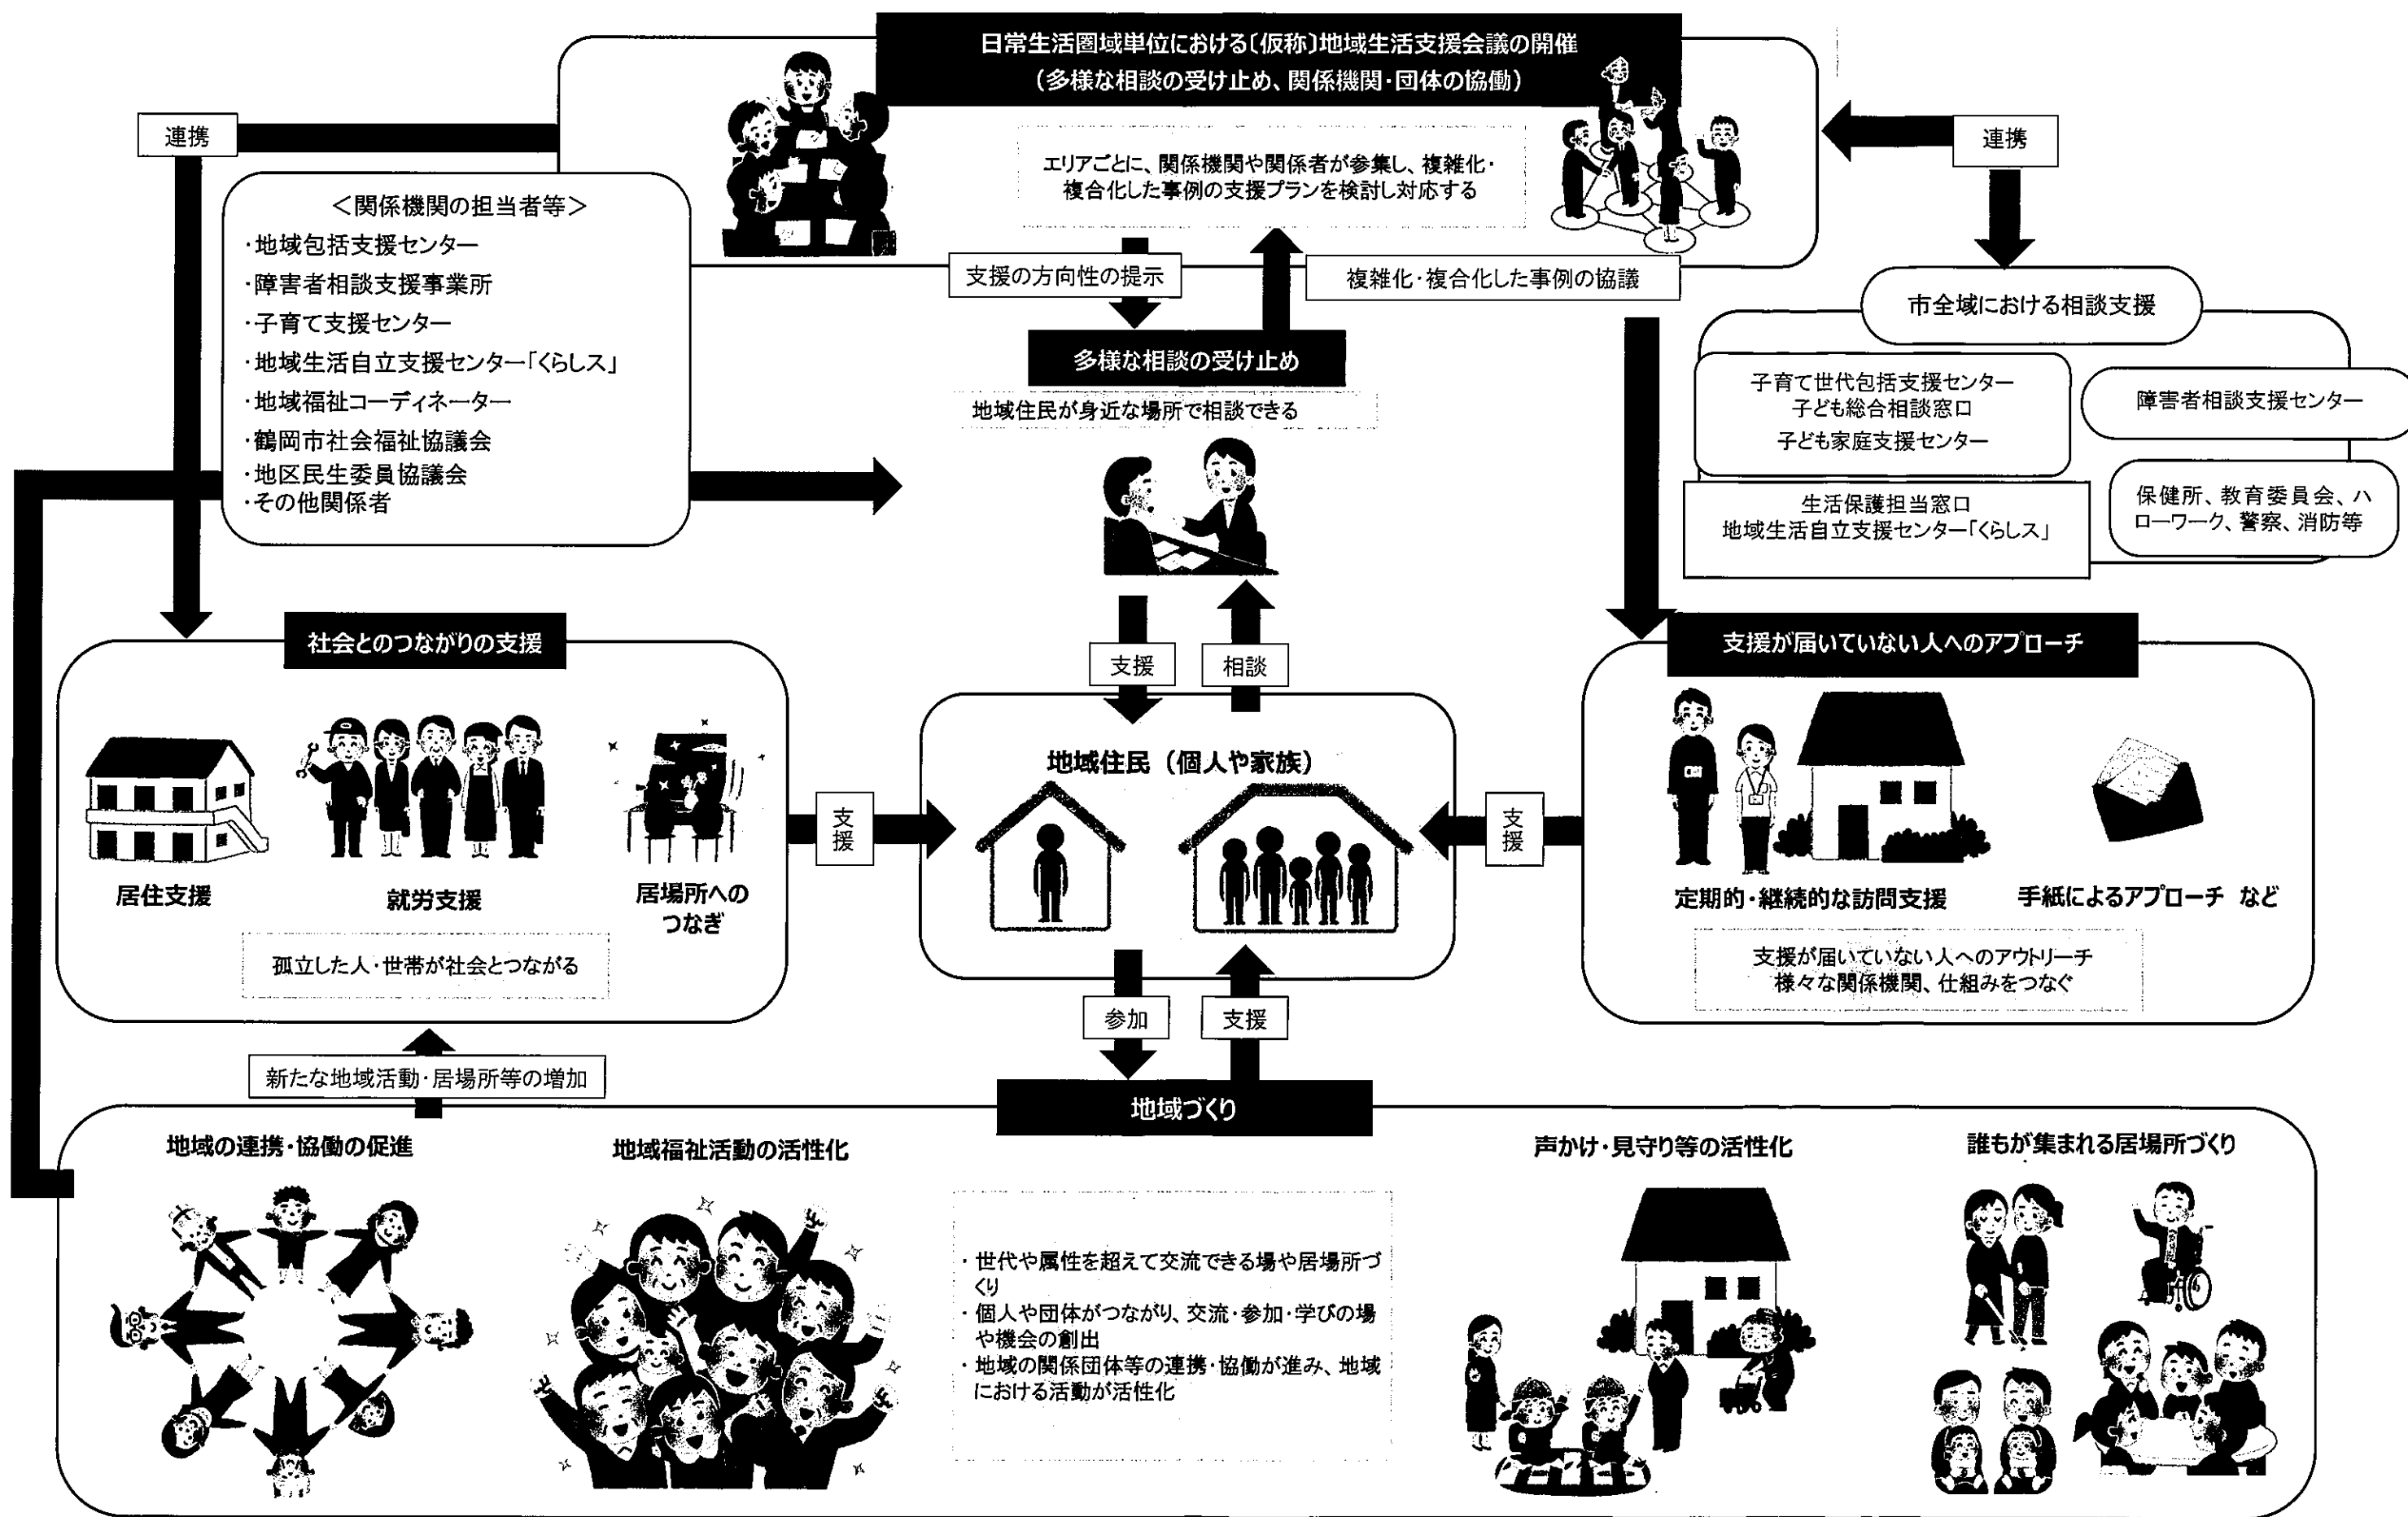 日常生活圏域単位における〔仮称〕地域生活支援会議の開催
（多様な相談の受け止め、関係機関・団体の協働）
エリアごとに、関係機関や関係者が参集し、複雑化・
複合化した事例の支援プランを検討し対応する
連携
連携
＜関係機関の担当者等＞
・地域包括支援センター
・障害者相談支援事業所
・子育て支援センター
・地域生活自立支援センター「くらしス」
・地域福祉コーディネーター
・鶴岡市社会福祉協議会
・地区民生委員協議会
・その他関係者
支援の方向性の提示
複雑化・複合化した事例の協議
多様な相談の受け止め
地域住民が身近な場所で相談できる
市全域における相談支援
子育て世代包括支援センター
子ども総合相談窓口
子ども家庭支援センター
障害者相談支援センター
生活保護担当窓口
地域生活自立支援センター「くらしス」
保健所、教育委員会、ハ
ローワーク、警察、消防等
支援
相談
社会とのつながりの支援
居住支援
就労支援
居場所への
つなぎ
孤立した人・世帯が社会とつながる
支援
地域住民（個人や家族）
支援
支援が届いていない人へのアプローチ
定期的・継続的な訪問支援
手紙によるアプローチ など
支援が届いていない人へのアウトリーチ
様々な関係機関、仕組みをつなぐ
参加
支援
新たな地域活動・居場所等の増加
地域づくり
地域の連携・協働の促進
地域福祉活動の活性化
・世代や属性を超えて交流できる場や居場所づ
くり
・個人や団体がつながり、交流・参加・学びの場
や機会の創出
・地域の関係団体等の連携・協働が進み、地域
における活動が活性化
声かけ・見守り等の活性化
誰もが集まれる居場所づくり